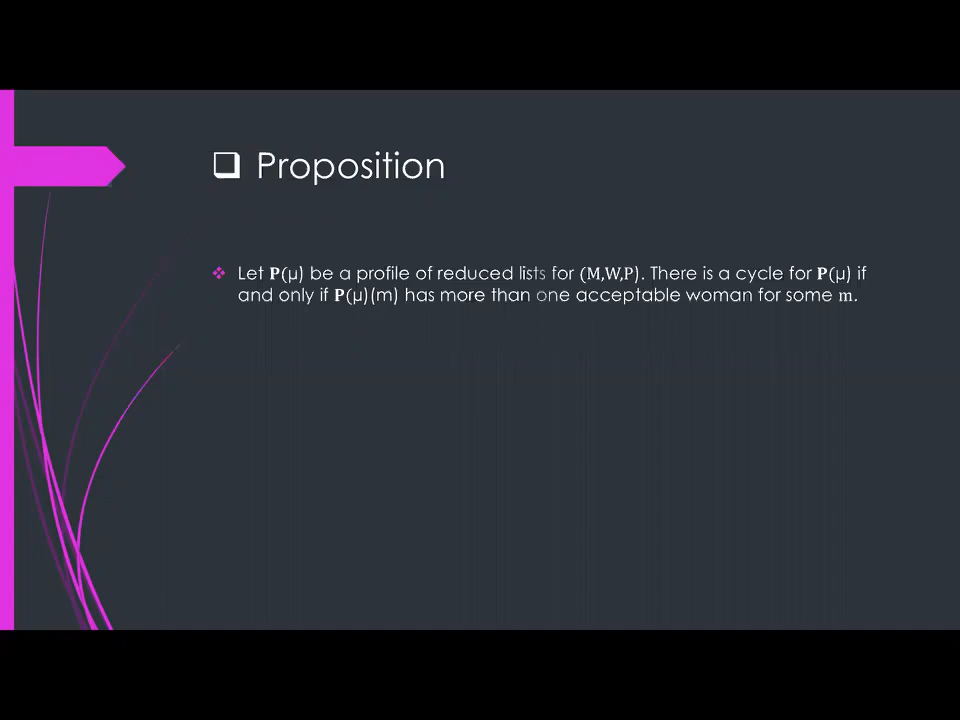 ❑ Proposition
❖ Let P(μ) be a profile of reduced lists for (M,W,P). There is a cycle for P(μ) if
and only if P(μ)(m) has more than one acceptable woman for some m.